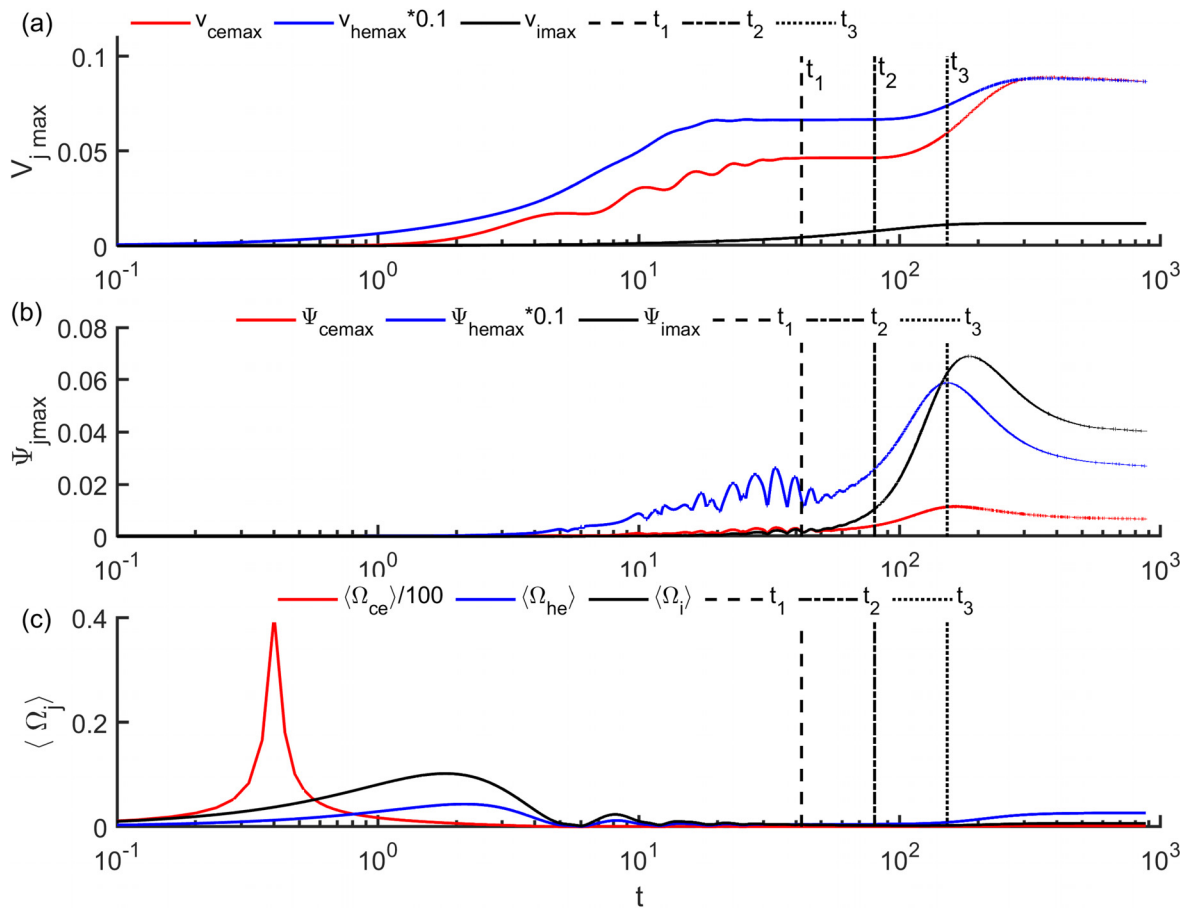 (a) v_cemax v_hemax*0.1 v_imax t_1 t_2 t_3
0.1
0.05
0
V_j max
t_1 t_2 t_3
10^-1 10^0 10^1 10^2 10^3
(b) Ψ_cemax Ψ_hemax*0.1 Ψ_imax t_1 t_2 t_3
0.08
0.06
0.04
0.02
0
Ψ_jmax
10^-1 10^0 10^1 10^2 10^3
(c) ⟨Ω_ce⟩/100 ⟨Ω_he⟩ ⟨Ω_i⟩ t_1 t_2 t_3
0.4
0.2
0
⟨Ω_j⟩
10^-1 10^0 10^1 10^2 10^3
t